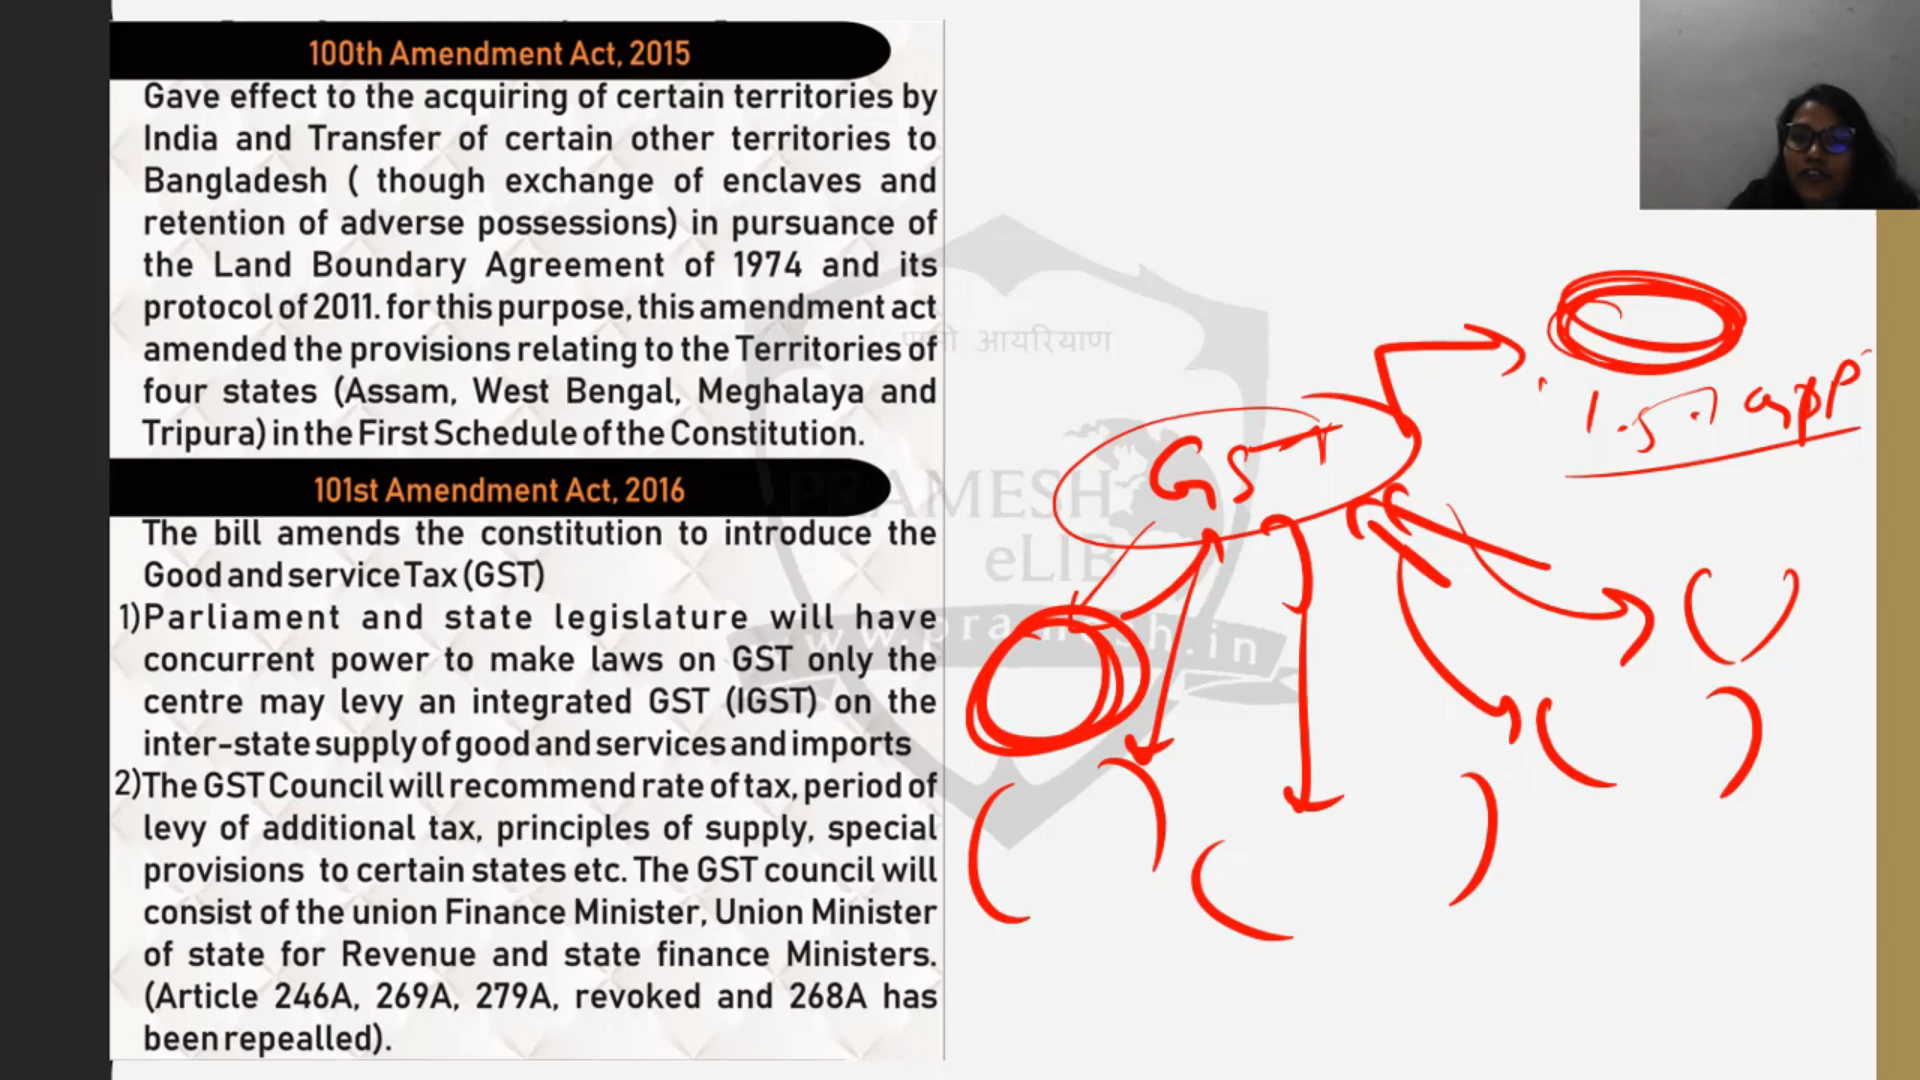 100th Amendment Act, 2015
Gave effect to the acquiring of certain territories by
India and Transfer of certain other territories to
Bangladesh ( though exchange of enclaves and
retention of adverse possessions) in pursuance of
the Land Boundary Agreement of 1974 and its
protocol of 2011. for this purpose, this amendment act
amended the provisions relating to the Territories of
four states (Assam, West Bengal, Meghalaya and
Tripura) in the First Schedule of the Constitution.
101st Amendment Act, 2016
The bill amends the constitution to introduce the
Good and service Tax (GST)
1)Parliament and state legislature will have
concurrent power to make laws on GST only the
centre may levy an integrated GST (IGST) on the
inter-state supply of good and services and imports
2)The GST Council will recommend rate of tax, period of
levy of additional tax, principles of supply, special
provisions to certain states etc. The GST council will
consist of the union Finance Minister, Union Minister
of state for Revenue and state finance Ministers.
(Article 246A, 269A, 279A, revoked and 268A has
been repealled).
GST
आयरियाणं
PRAMESH
eLIB
www.pramesh.in